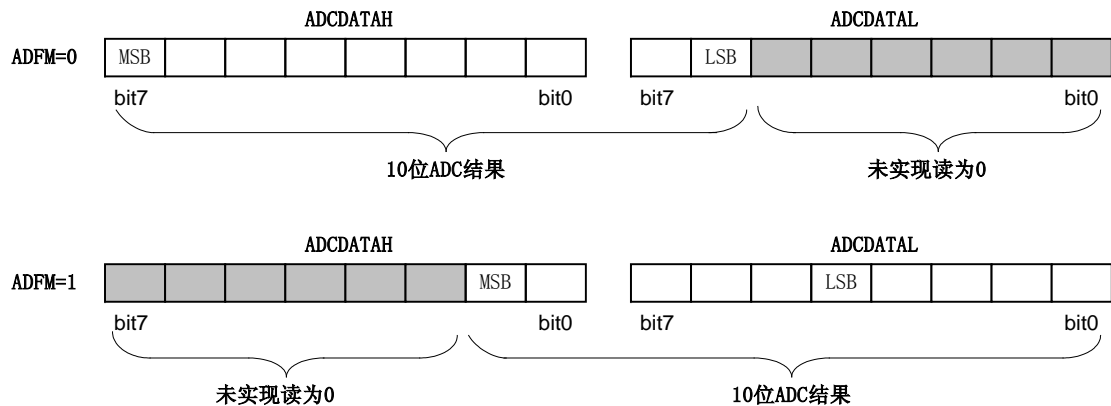 ADCDATAH ADCDATAL
ADFM=0 MSB LSB
bit7 bit0 bit7 bit0
10位ADC结果 未实现读为0
ADCDATAH ADCDATAL
ADFM=1 MSB LSB
bit7 bit0 bit7 bit0
未实现读为0 10位ADC结果